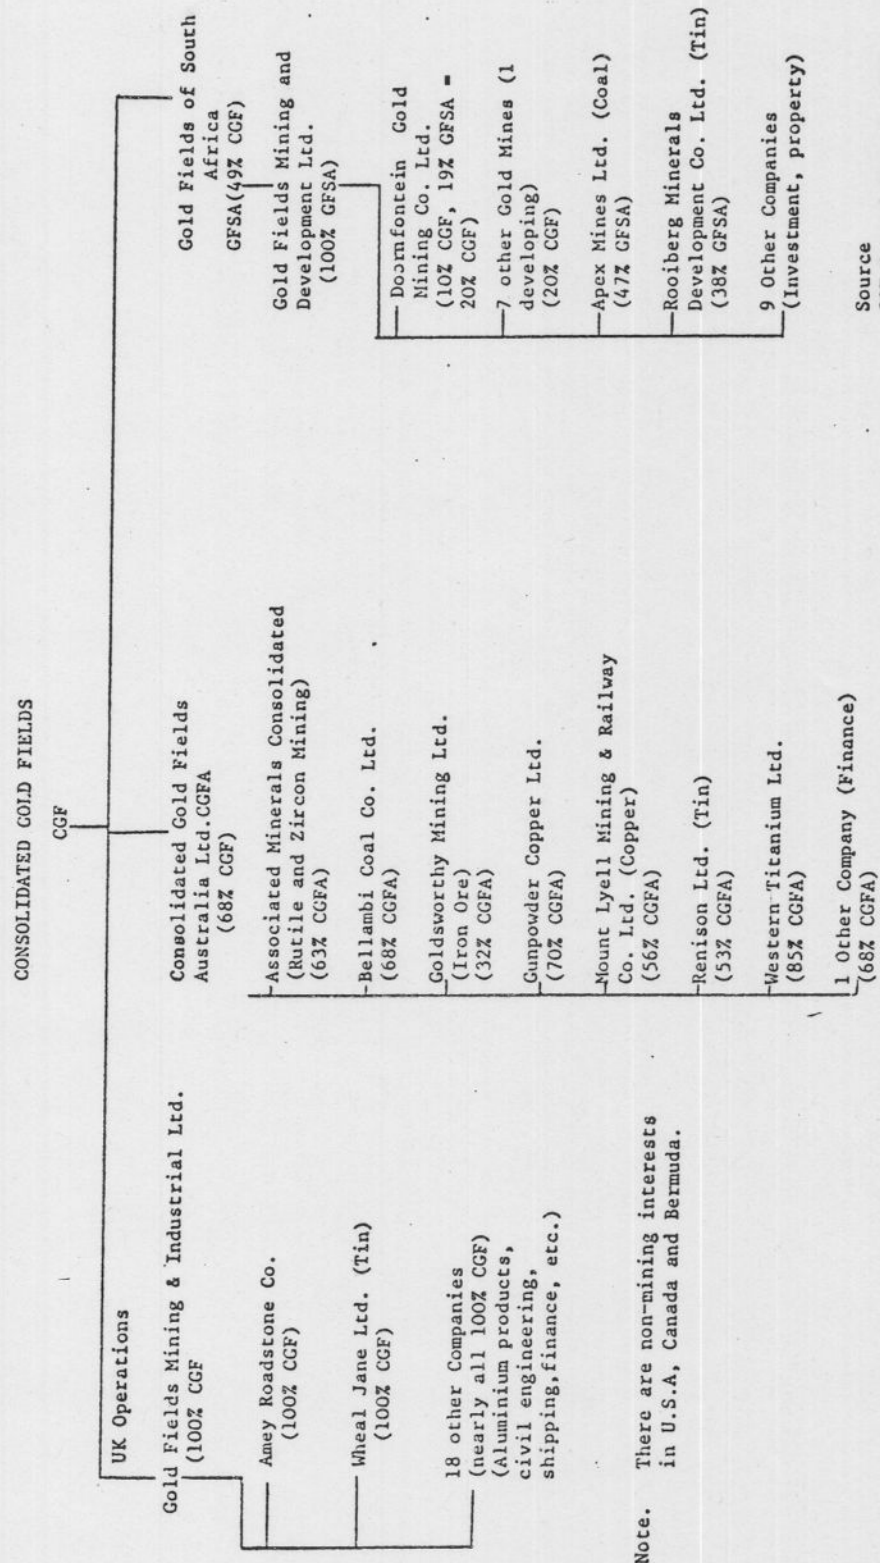 CONSOLIDATED GOLD FIELDS
CGF
UK Operations
Gold Fields Mining & Industrial Ltd.
(100% CGF
Amey Roadstone Co.
(100% CGF)
Wheal Jane Ltd. (Tin)
(100% CGF)
18 other Companies
(nearly all 100% CGF)
(Aluminium products,
civil engineering,
shipping,finance, etc.)
Note. There are non-mining interests
in U.S.A, Canada and Bermuda.
Consolidated Gold Fields
Australia Ltd.CGFA
(68% CGF)
Associated Minerals Consolidated
(Rutile and Zircon Mining)
(63% CGFA)
Bellambi Coal Co. Ltd.
(68% CGFA)
Goldsworthy Mining Ltd.
(Iron Ore)
(32% CGFA)
Gunpowder Copper Ltd.
(70% CGFA)
Mount Lyell Mining & Railway
Co. Ltd. (Copper)
(56% CGFA)
Renison Ltd. (Tin)
(53% CGFA)
Western Titanium Ltd.
(85% CGFA)
1 Other Company (Finance)
(68% CGFA)
Gold Fields of South
Africa
GFSA(49% CGF)
Gold Fields Mining and
Development Ltd.
(100% GFSA)
Doornfontein Gold
Mining Co. Ltd.
(10% CGF, 19% GFSA =
20% CGF)
7 other Gold Mines (1
developing)
(20% CGF)
Apex Mines Ltd. (Coal)
(47% GFSA)
Rooiberg Minerals
Development Co. Ltd. (Tin)
(38% GFSA)
9 Other Companies
(Investment, property)
Source